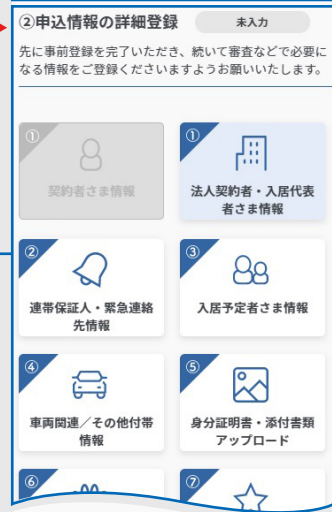 ②申込情報の詳細登録 未入力
先に事前登録を完了いただき、続いて審査などで必要に
なる情報をご登録くださいますようお願いいたします。
①
契約者さま情報
①
法人契約者・入居代表
者さま情報
②
連帯保証人・緊急連絡
先情報
③
入居予定者さま情報
④
車両関連／その他付帯
情報
⑤
身分証明書・添付書類
アップロード
⑥
⑦